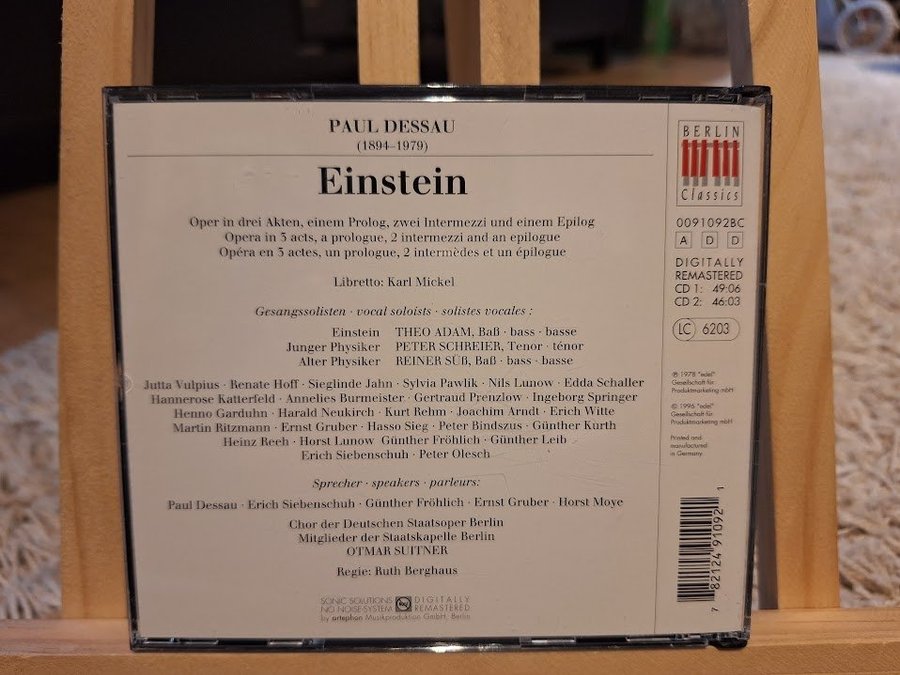 PAUL DESSAU
(1894–1979)
Einstein
Oper in drei Akten, einem Prolog, zwei Intermezzi und einem Epilog
Opera in 3 acts, a prologue, 2 intermezzi and an epilogue
Opéra en 3 actes, un prologue, 2 intermèdes et un épilogue
Libretto: Karl Mickel
Gesangssolisten · vocal soloists · solistes vocales :
Einstein THEO ADAM, Baß · bass · basse
Junger Physiker PETER SCHREIER, Tenor · ténor
Alter Physiker REINER SÜß, Baß · bass · basse
Jutta Vulpius · Renate Hoff · Sieglinde Jahn · Sylvia Pawlik · Nils Lunow · Edda Schaller
Hannerose Katterfeld · Annelies Burmeister · Gertraud Prenzlow · Ingeborg Springer
Henno Garduhn · Harald Neukirch · Kurt Rehm · Joachim Arndt · Erich Witte
Martin Ritzmann · Ernst Gruber · Hasso Sieg · Peter Bindszus · Günther Kurth
Heinz Reeh · Horst Lunow Günther Fröhlich · Günther Leib
Erich Siebenschuh · Peter Olesch
Sprecher · speakers · parleurs:
Paul Dessau · Erich Siebenschuh · Günther Fröhlich · Ernst Gruber · Horst Moye
Chor der Deutschen Staatsoper Berlin
Mitglieder der Staatskapelle Berlin
OTMAR SUITNER
Regie: Ruth Berghaus
SONIC SOLUTIONS
NO NOISE-SYSTEM
DIGITALLY
REMASTERED
by artephon Musikproduktion GmbH, Berlin
BERLIN
Classics
0091092BC
A D D
DIGITALLY
REMASTERED
CD 1: 49:06
CD 2: 46:03
LC 6203
℗ 1978 "edel"
Gesellschaft für
Produktmarketing mbH
© 1996 "edel"
Gesellschaft für
Produktmarketing mbH
Printed and
manufactured
in Germany
7 82124 91092 1